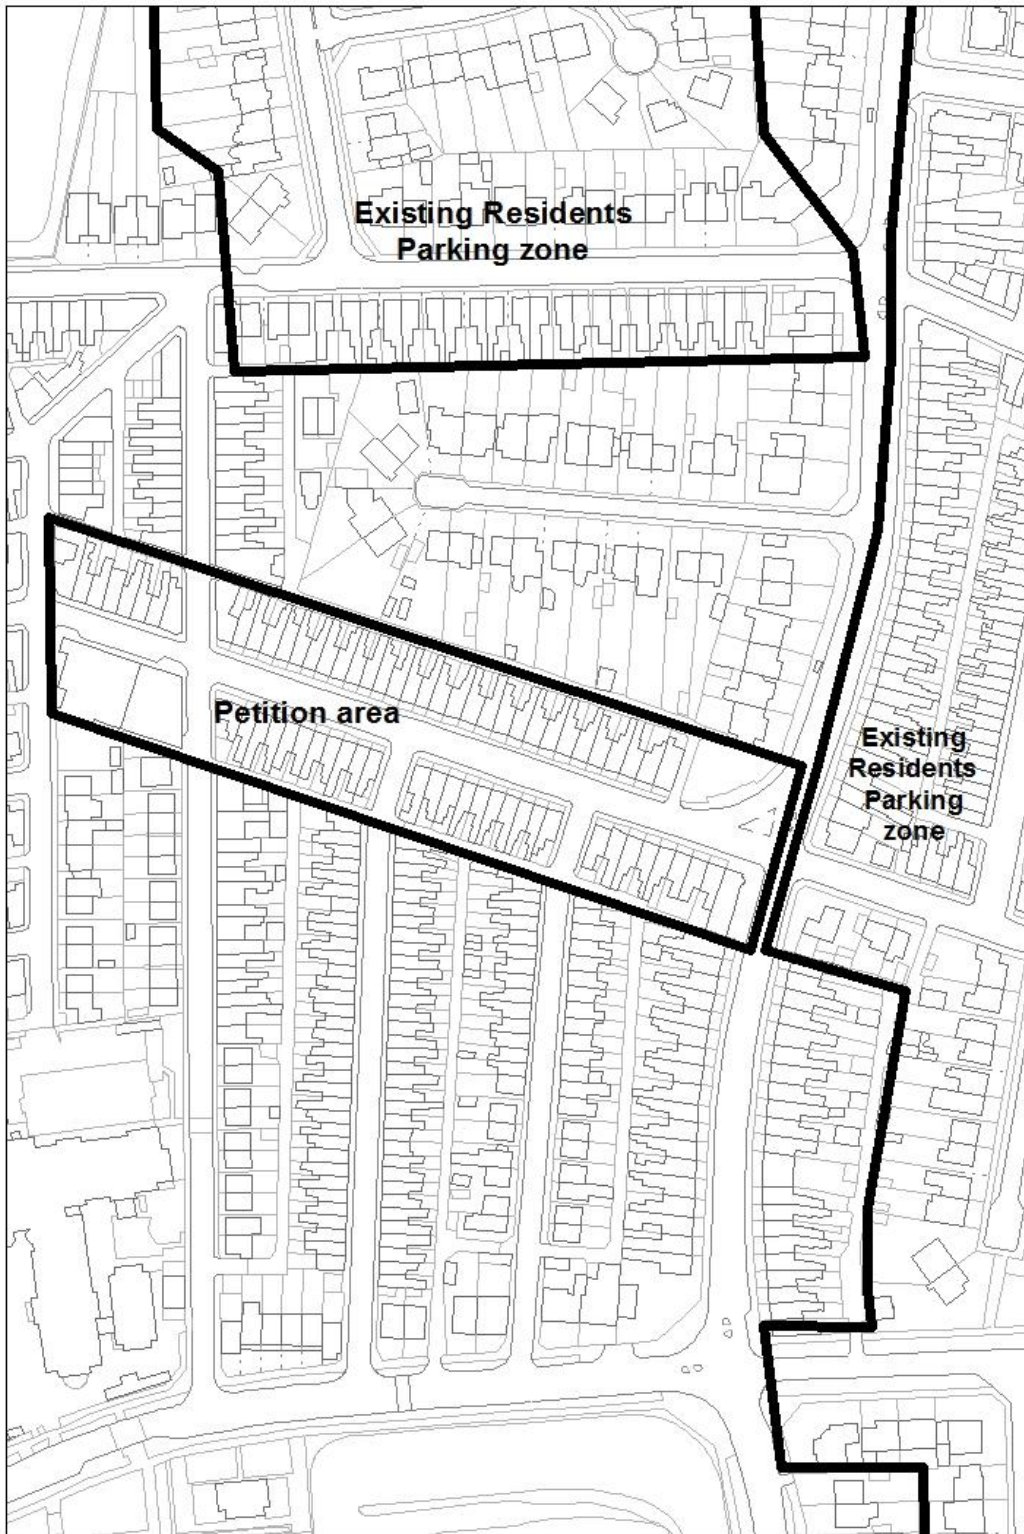 Existing Residents
Parking zone
Petition area
Existing
Residents
Parking
zone